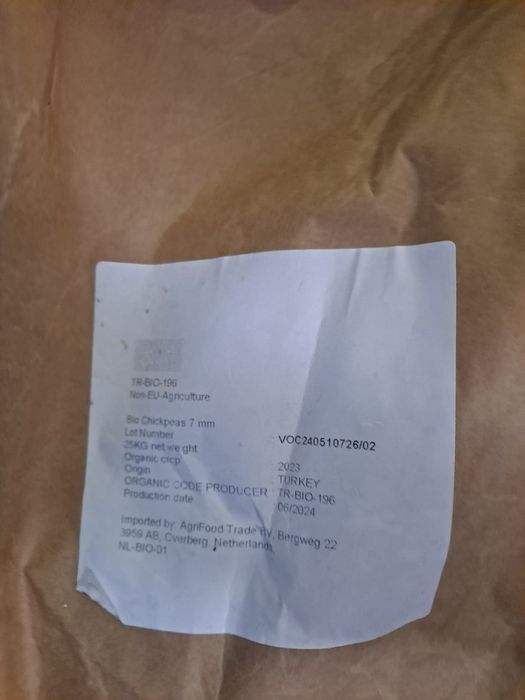 TR-BIO-196
Non-EU-Agriculture
Bio Chickpeas 7 mm
Lot Number : VOC240510726/02
25KG net we ght
Organic crop : 2023
Origin : TURKEY
ORGANIC CODE PRODUCER : TR-BIO-196
Production date : 06/2024
Imported by: AgriFood Trade BV, Bergweg 22
3959 AB, Overberg, Netherlands
NL-BIO-01